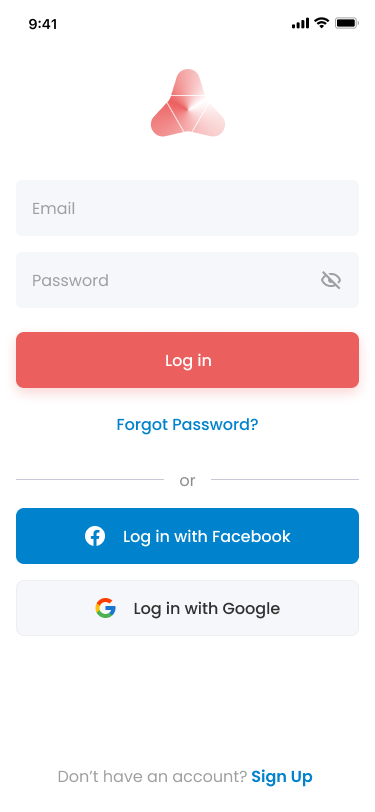 9:41
Email
Password
Log in
Forgot Password?
or
Log in with Facebook
Log in with Google
Don’t have an account? Sign Up